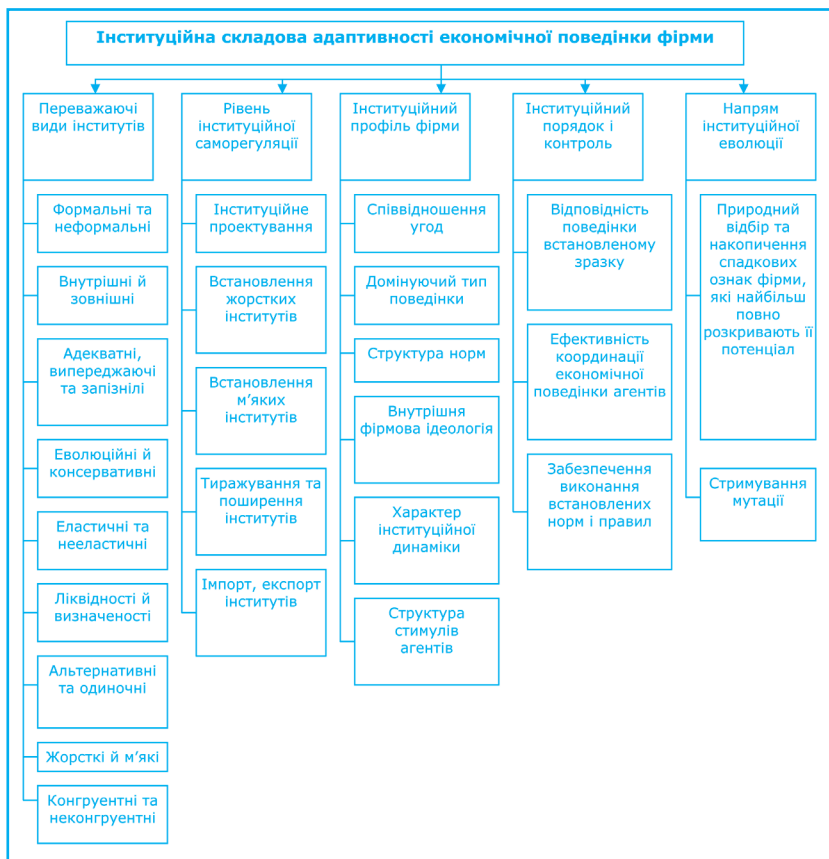 Інституційна складова адаптивності економічної поведінки фірми
Переважаючі
види інститутів
Формальні та
неформальні
Внутрішні й
зовнішні
Адекватні,
випереджаючі
та запізнілі
Еволюційні й
консервативні
Еластичні та
нееластичні
Ліквідності й
визначеності
Альтернативні
та одиночні
Жорсткі й м’які
Конгруентні та
неконгруентні
Рівень
інституційної
саморегуляції
Інституційне
проектування
Встановлення
жорстких
інститутів
Встановлення
м’яких
інститутів
Тиражування та
поширення
інститутів
Імпорт, експорт
інститутів
Інституційний
профіль фірми
Співвідношення
угод
Домінуючий тип
поведінки
Структура норм
Внутрішня
фірмова ідеологія
Характер
інституційної
динаміки
Структура
стимулів
агентів
Інституційний
порядок і
контроль
Відповідність
поведінки
встановленому
зразку
Ефективність
координації
економічної
поведінки агентів
Забезпечення
виконання
встановлених
норм і правил
Напрям
інституційної
еволюції
Природний
відбір та
накопичення
спадкових
ознак фірми,
які найбільш
повно
розкривають її
потенціал
Стримування
мутації